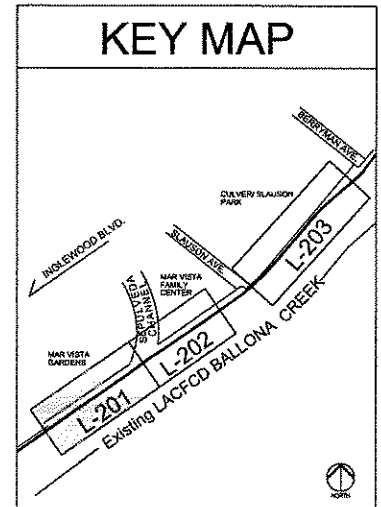 KEY MAP
BERRYMAN AVE.
CULVER/ SLAUSON
PARK
INGLEWOOD BLVD.
SLAUSON AVE.
L-203
SEPULVEDA
CHANNEL
MAR VISTA
FAMILY
CENTER
L-202
MAR VISTA
GARDENS
L-201
Existing LACFCD BALLONA CREEK
NORTH